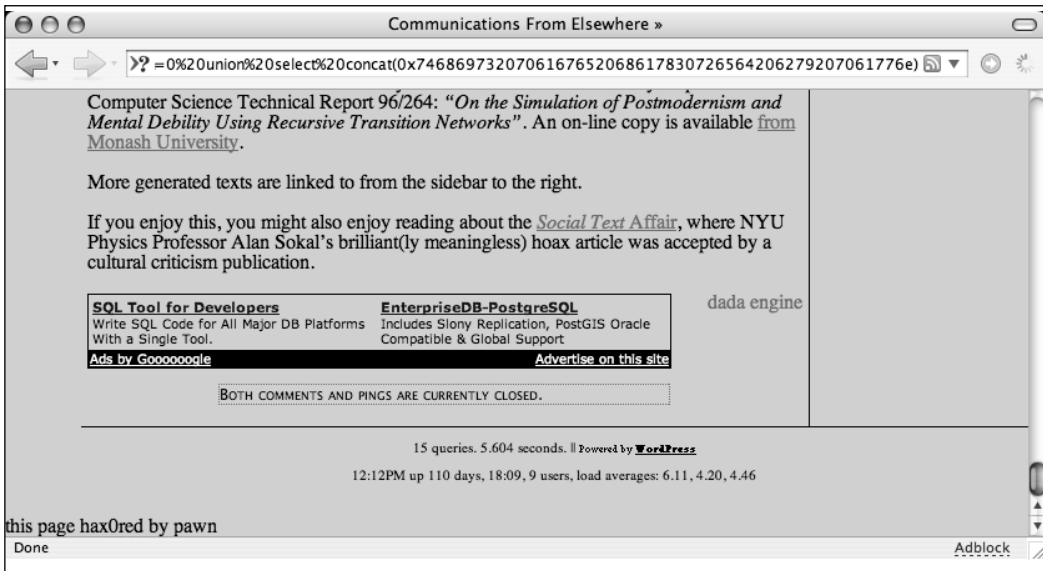 Communications From Elsewhere »
=0%20union%20select%20concat(0x74686973207061676520686178307265642062792070​61776e)
Computer Science Technical Report 96/264: “On the Simulation of Postmodernism and
Mental Debility Using Recursive Transition Networks”. An on-line copy is available from
Monash University.
More generated texts are linked to from the sidebar to the right.
If you enjoy this, you might also enjoy reading about the Social Text Affair, where NYU
Physics Professor Alan Sokal’s brilliant(ly meaningless) hoax article was accepted by a
cultural criticism publication.
SQL Tool for Developers
Write SQL Code for All Major DB Platforms
With a Single Tool.
EnterpriseDB-PostgreSQL
Includes Slony Replication, PostGIS Oracle
Compatible & Global Support
Ads by Goooooogle
Advertise on this site
dada engine
BOTH COMMENTS AND PINGS ARE CURRENTLY CLOSED.
15 queries. 5.604 seconds. || Powered by WordPress
12:12PM up 110 days, 18:09, 9 users, load averages: 6.11, 4.20, 4.46
this page hax0red by pawn
Done
Adblock